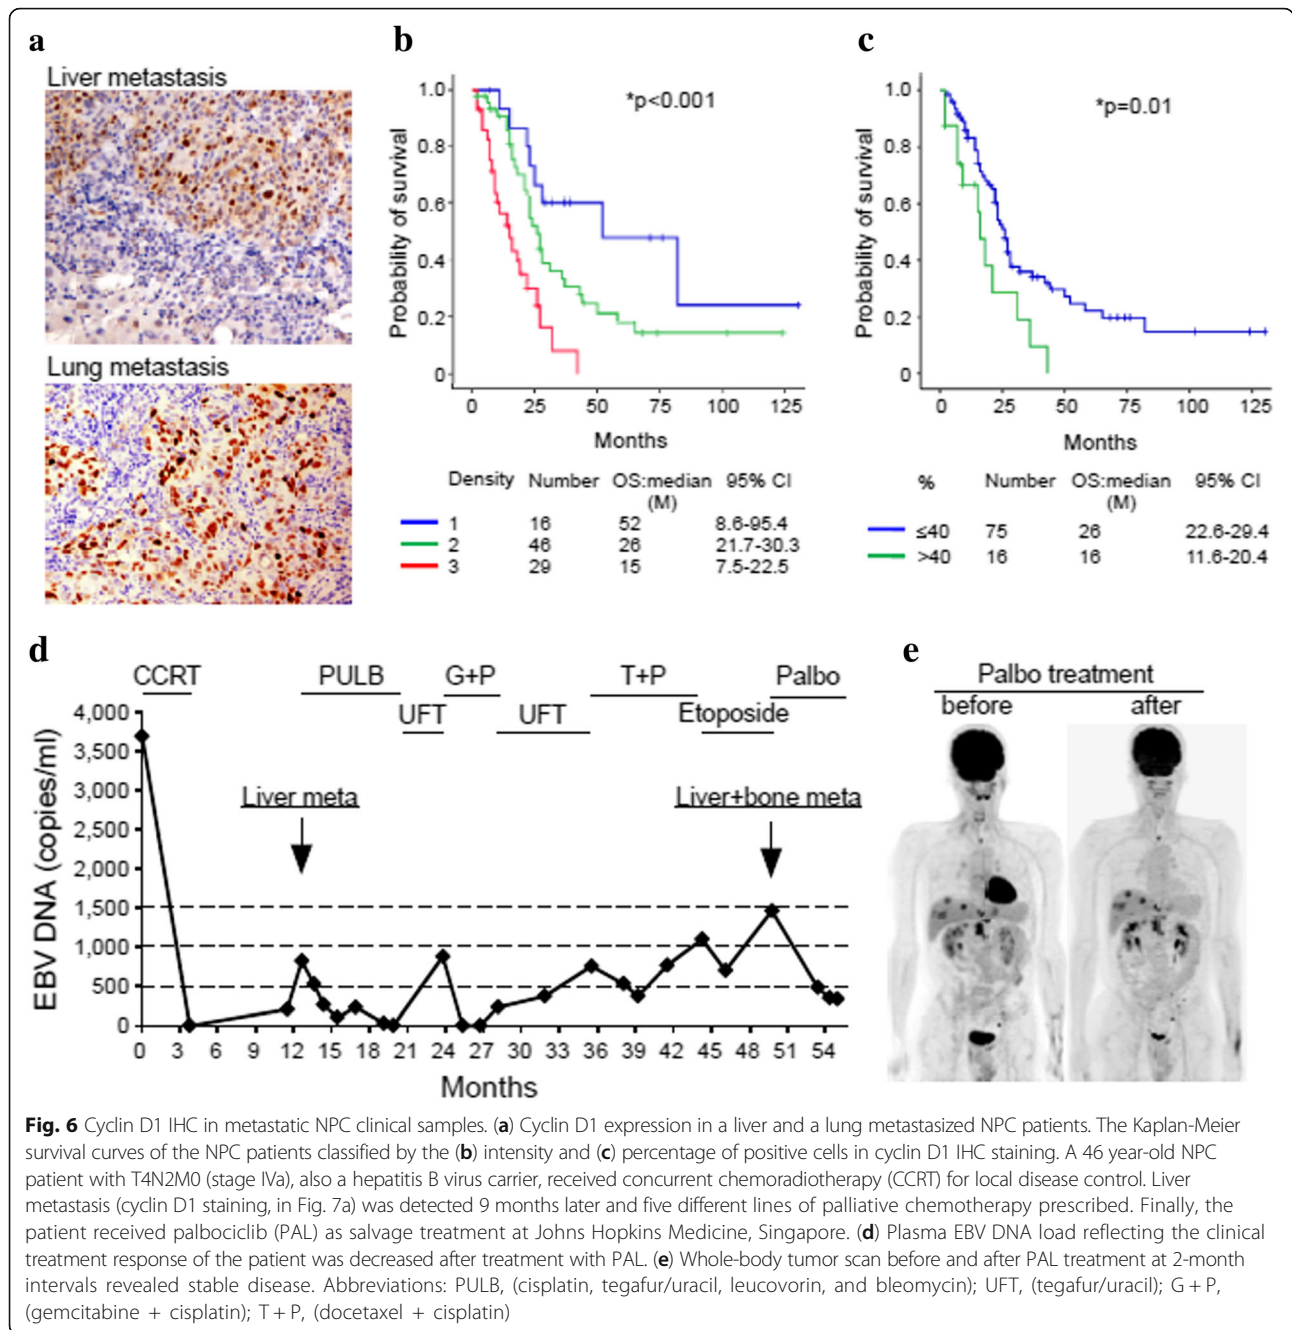 a
Liver metastasis
Lung metastasis
b
*p<0.001
Probability of survival
1.0
0.8
0.6
0.4
0.2
0
0 25 50 75 100 125
Months
Density Number OS:median (M) 95% CI
1 16 52 8.6-95.4
2 46 26 21.7-30.3
3 29 15 7.5-22.5
c
*p=0.01
Probability of survival
1.0
0.8
0.6
0.4
0.2
0
0 25 50 75 100 125
Months
% Number OS:median (M) 95% CI
≤40 75 26 22.6-29.4
>40 16 16 11.6-20.4
d
CCRT PULB G+P T+P Palbo
UFT UFT Etoposide
Liver meta Liver+bone meta
EBV DNA (copies/ml)
4,000
3,500
3,000
2,500
2,000
1,500
1,000
500
0
0 3 6 9 12 15 18 21 24 27 30 33 36 39 42 45 48 51 54
Months
e
Palbo treatment
before after
Fig. 6 Cyclin D1 IHC in metastatic NPC clinical samples. (a) Cyclin D1 expression in a liver and a lung metastasized NPC patients. The Kaplan-Meier
survival curves of the NPC patients classified by the (b) intensity and (c) percentage of positive cells in cyclin D1 IHC staining. A 46 year-old NPC
patient with T4N2M0 (stage IVa), also a hepatitis B virus carrier, received concurrent chemoradiotherapy (CCRT) for local disease control. Liver
metastasis (cyclin D1 staining, in Fig. 7a) was detected 9 months later and five different lines of palliative chemotherapy prescribed. Finally, the
patient received palbociclib (PAL) as salvage treatment at Johns Hopkins Medicine, Singapore. (d) Plasma EBV DNA load reflecting the clinical
treatment response of the patient was decreased after treatment with PAL. (e) Whole-body tumor scan before and after PAL treatment at 2-month
intervals revealed stable disease. Abbreviations: PULB, (cisplatin, tegafur/uracil, leucovorin, and bleomycin); UFT, (tegafur/uracil); G + P,
(gemcitabine + cisplatin); T + P, (docetaxel + cisplatin)